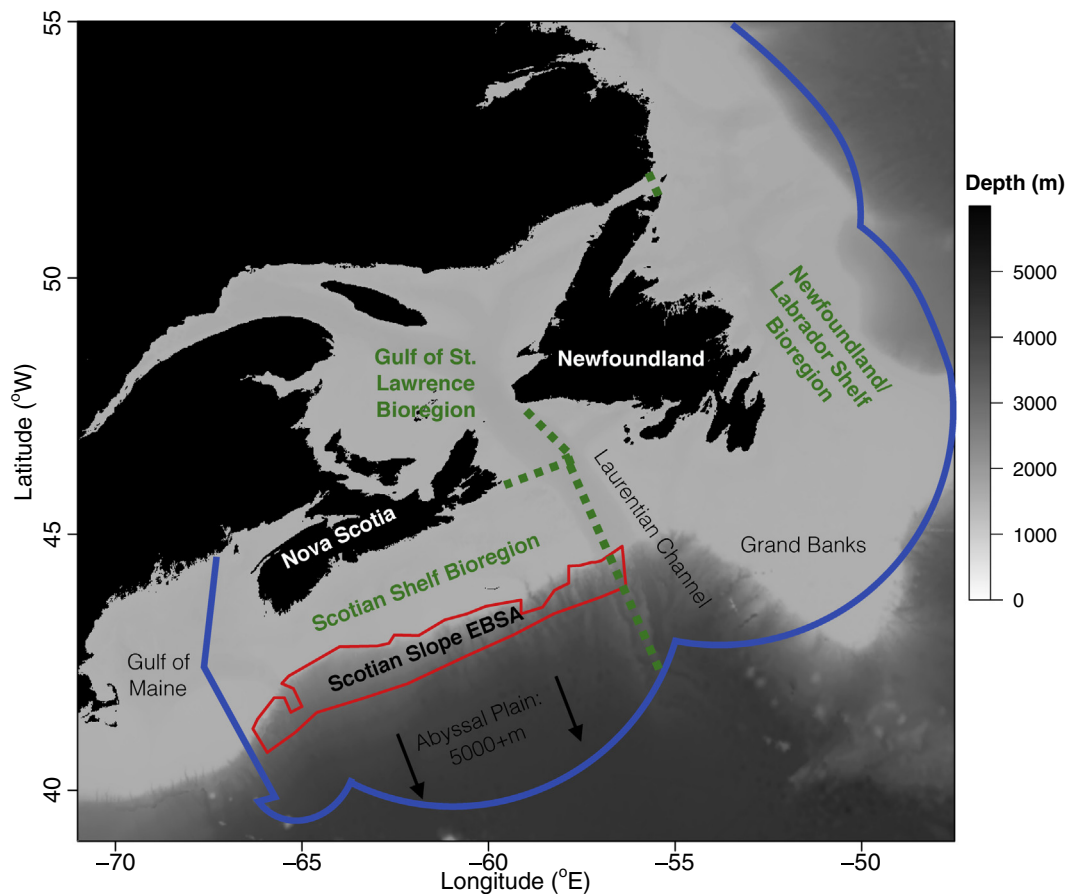 55
50
45
40
Latitude (°W)
–70
–65
–60
–55
–50
Longitude (°E)
Depth (m)
5000
4000
3000
2000
1000
0
Gulf of St.
Lawrence
Bioregion
Newfoundland
Newfoundland/
Labrador Shelf
Bioregion
Nova Scotia
Scotian Shelf Bioregion
Laurentian Channel
Grand Banks
Scotian Slope EBSA
Gulf of
Maine
Abyssal Plain:
5000+m